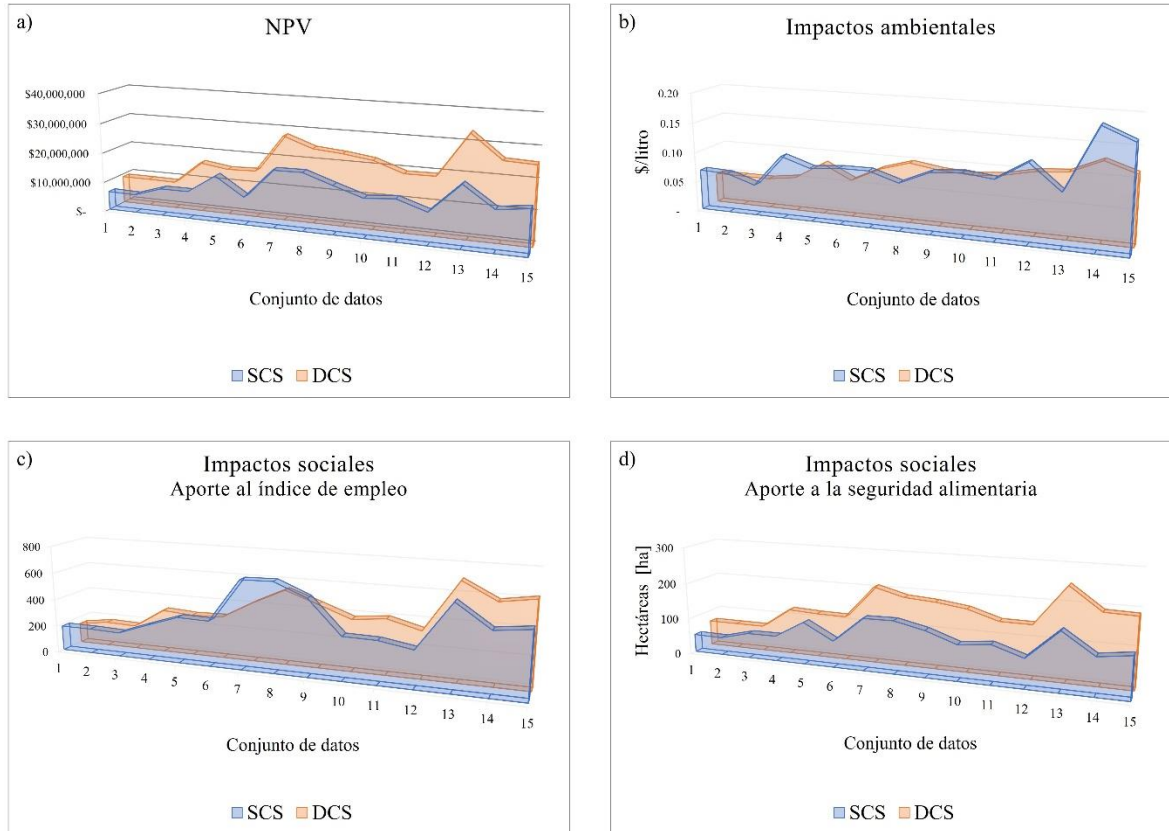 a)
NPV
$40,000,000
$30,000,000
$20,000,000
$10,000,000
$-
1 2 3 4 5 6 7 8 9 10 11 12 13 14 15
Conjunto de datos
SCS DCS
b)
Impactos ambientales
$/litro
0.20
0.15
0.10
0.05
-
1 2 3 4 5 6 7 8 9 10 11 12 13 14 15
Conjunto de datos
SCS DCS
c)
Impactos sociales
Aporte al índice de empleo
800
600
400
200
0
1 2 3 4 5 6 7 8 9 10 11 12 13 14 15
Conjunto de datos
SCS DCS
d)
Impactos sociales
Aporte a la seguridad alimentaria
Hectárcas [ha]
300
200
100
0
1 2 3 4 5 6 7 8 9 10 11 12 13 14 15
Conjunto de datos
SCS DCS